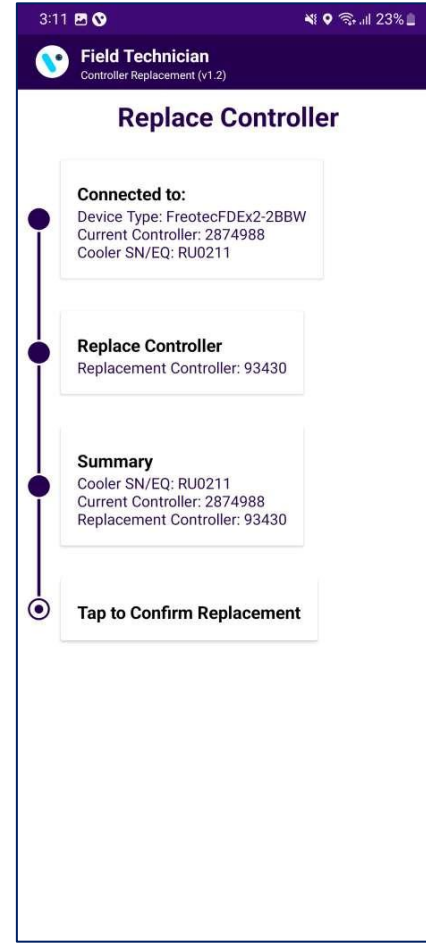 3:11 23%
Field Technician
Controller Replacement (v1.2)
Replace Controller
Connected to:
Device Type: FreotecFDEx2-2BBW
Current Controller: 2874988
Cooler SN/EQ: RU0211
Replace Controller
Replacement Controller: 93430
Summary
Cooler SN/EQ: RU0211
Current Controller: 2874988
Replacement Controller: 93430
Tap to Confirm Replacement